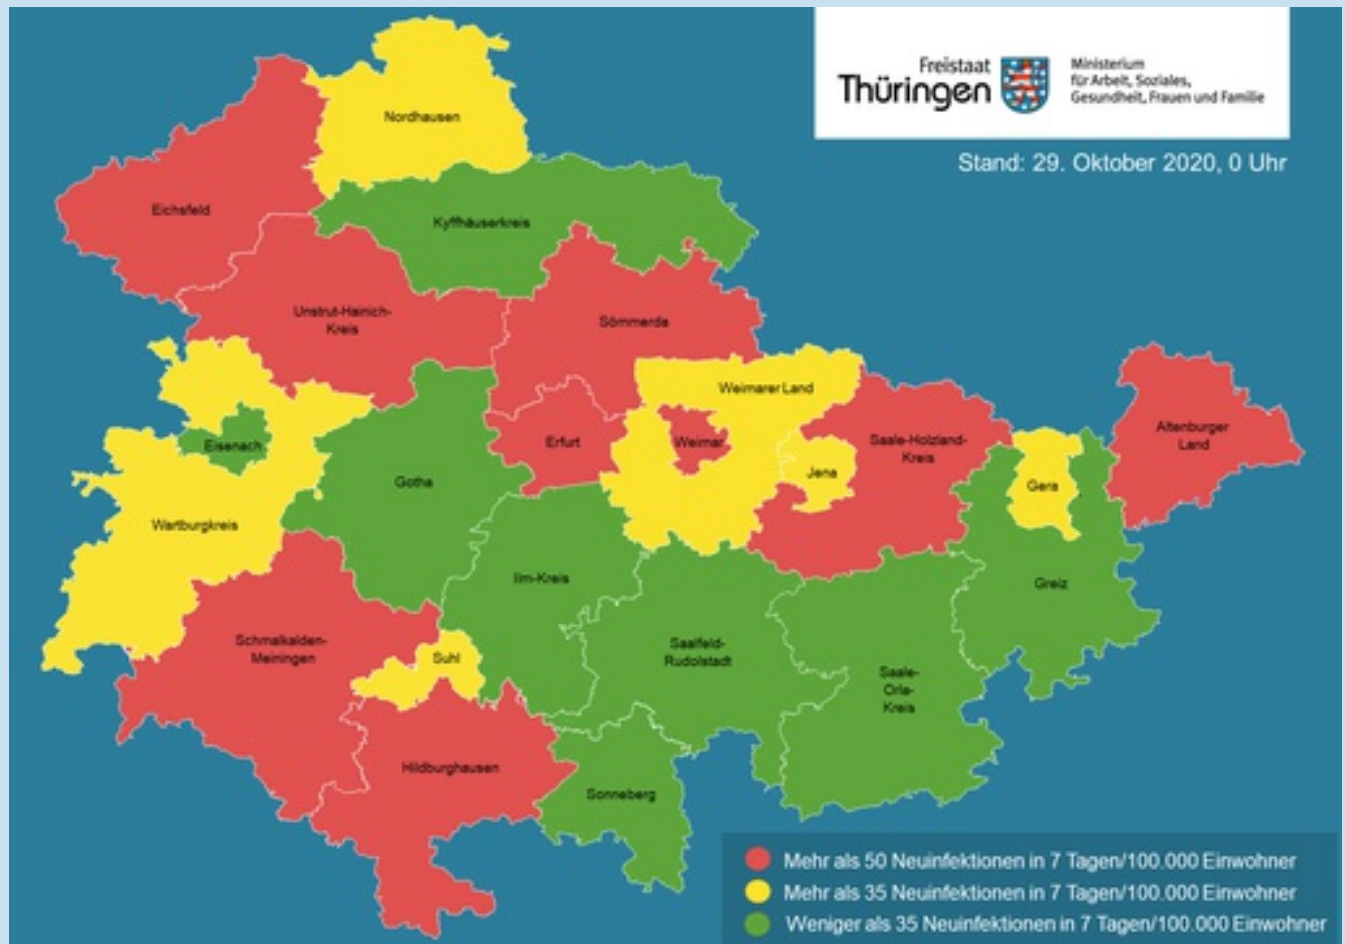 Freistaat
Thüringen
Ministerium
für Arbeit, Soziales,
Gesundheit, Frauen und Familie
Stand: 29. Oktober 2020, 0 Uhr
Nordhausen
Eichsfeld
Kyffhäuserkreis
Unstrut-Hainich-
Kreis
Sömmerda
Weimarer Land
Eisenach
Erfurt
Weimar
Jena
Saale-Holzland-
Kreis
Gera
Altenburger
Land
Gotha
Wartburgkreis
Ilm-Kreis
Greiz
Schmalkalden-
Meiningen
Suhl
Saalfeld-
Rudolstadt
Saale-
Orla-
Kreis
Hildburghausen
Sonneberg
Mehr als 50 Neuinfektionen in 7 Tagen/100.000 Einwohner
Mehr als 35 Neuinfektionen in 7 Tagen/100.000 Einwohner
Weniger als 35 Neuinfektionen in 7 Tagen/100.000 Einwohner